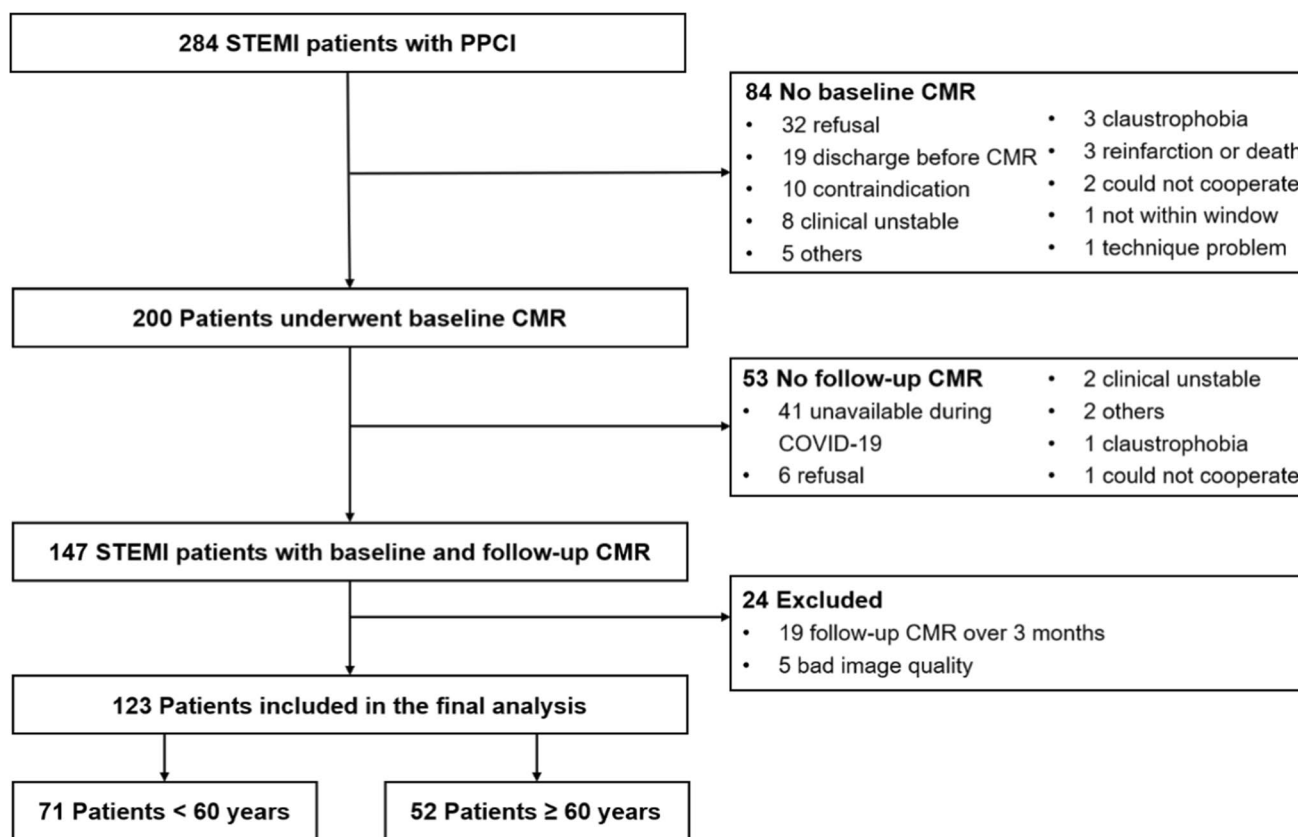 284 STEMI patients with PPCI
84 No baseline CMR
• 32 refusal
• 19 discharge before CMR
• 10 contraindication
• 8 clinical unstable
• 5 others
• 3 claustrophobia
• 3 reinfarction or death
• 2 could not cooperate
• 1 not within window
• 1 technique problem
200 Patients underwent baseline CMR
53 No follow-up CMR
• 41 unavailable during
COVID-19
• 6 refusal
• 2 clinical unstable
• 2 others
• 1 claustrophobia
• 1 could not cooperate
147 STEMI patients with baseline and follow-up CMR
24 Excluded
• 19 follow-up CMR over 3 months
• 5 bad image quality
123 Patients included in the final analysis
71 Patients < 60 years
52 Patients ≥ 60 years